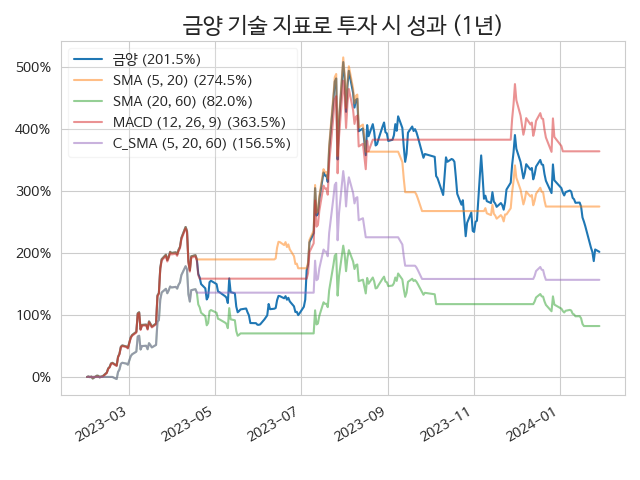 금양 기술 지표로 투자 시 성과 (1년)
금양 (201.5%)
SMA (5, 20) (274.5%)
SMA (20, 60) (82.0%)
MACD (12, 26, 9) (363.5%)
C_SMA (5, 20, 60) (156.5%)
500%
400%
300%
200%
100%
0%
2023-03
2023-05
2023-07
2023-09
2023-11
2024-01